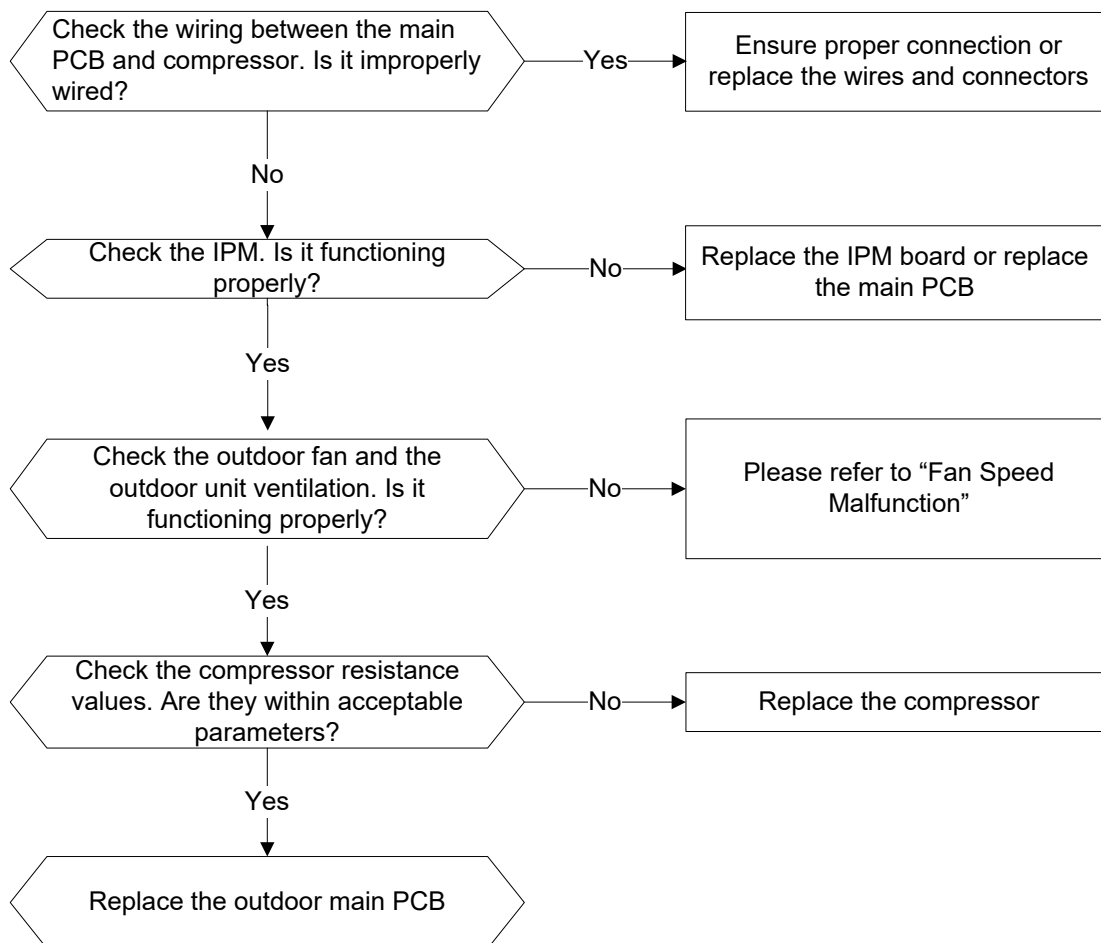 Check the wiring between the main
PCB and compressor. Is it improperly
wired?
Yes
Ensure proper connection or
replace the wires and connectors
No
Check the IPM. Is it functioning
properly?
No
Replace the IPM board or replace
the main PCB
Yes
Check the outdoor fan and the
outdoor unit ventilation. Is it
functioning properly?
No
Please refer to “Fan Speed
Malfunction”
Yes
Check the compressor resistance
values. Are they within acceptable
parameters?
No
Replace the compressor
Yes
Replace the outdoor main PCB